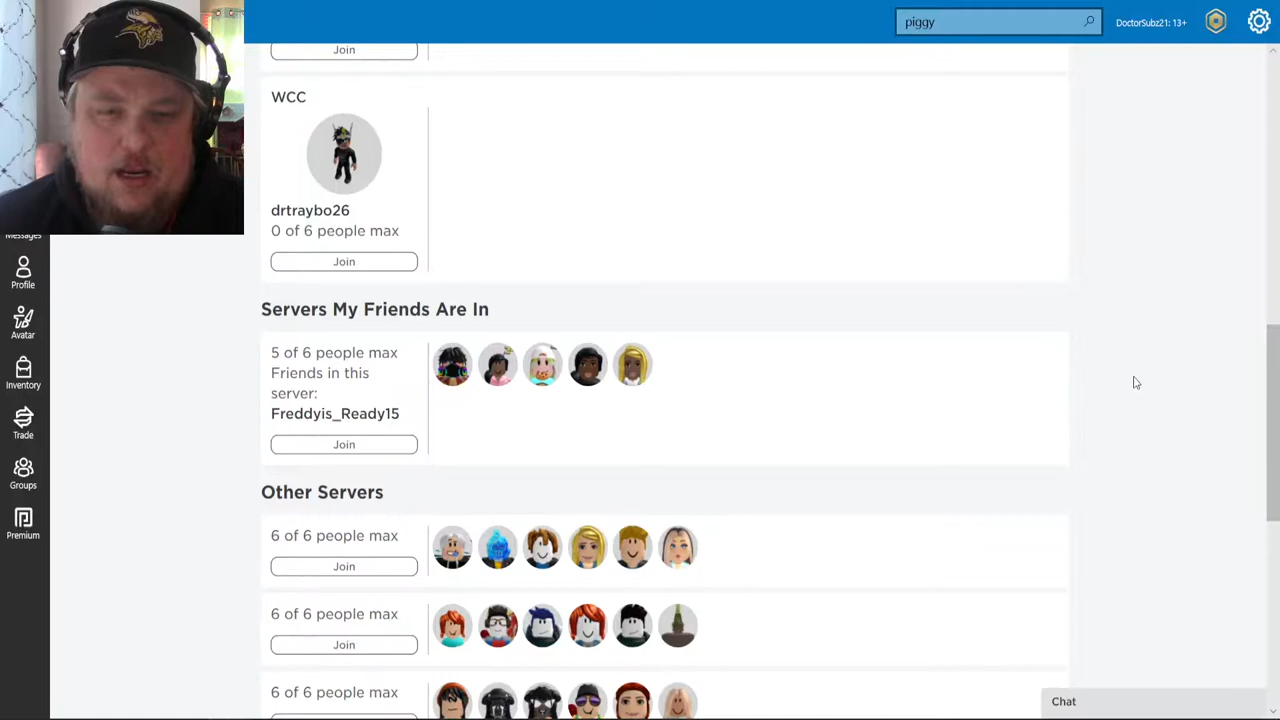 piggy
DoctorSubz21: 13+
Join
WCC
drtraybo26
0 of 6 people max
Join
Messages
Profile
Avatar
Inventory
Trade
Groups
Premium
Servers My Friends Are In
5 of 6 people max
Friends in this
server:
Freddyis_Ready15
Join
Other Servers
6 of 6 people max
Join
6 of 6 people max
Join
6 of 6 people max
Chat